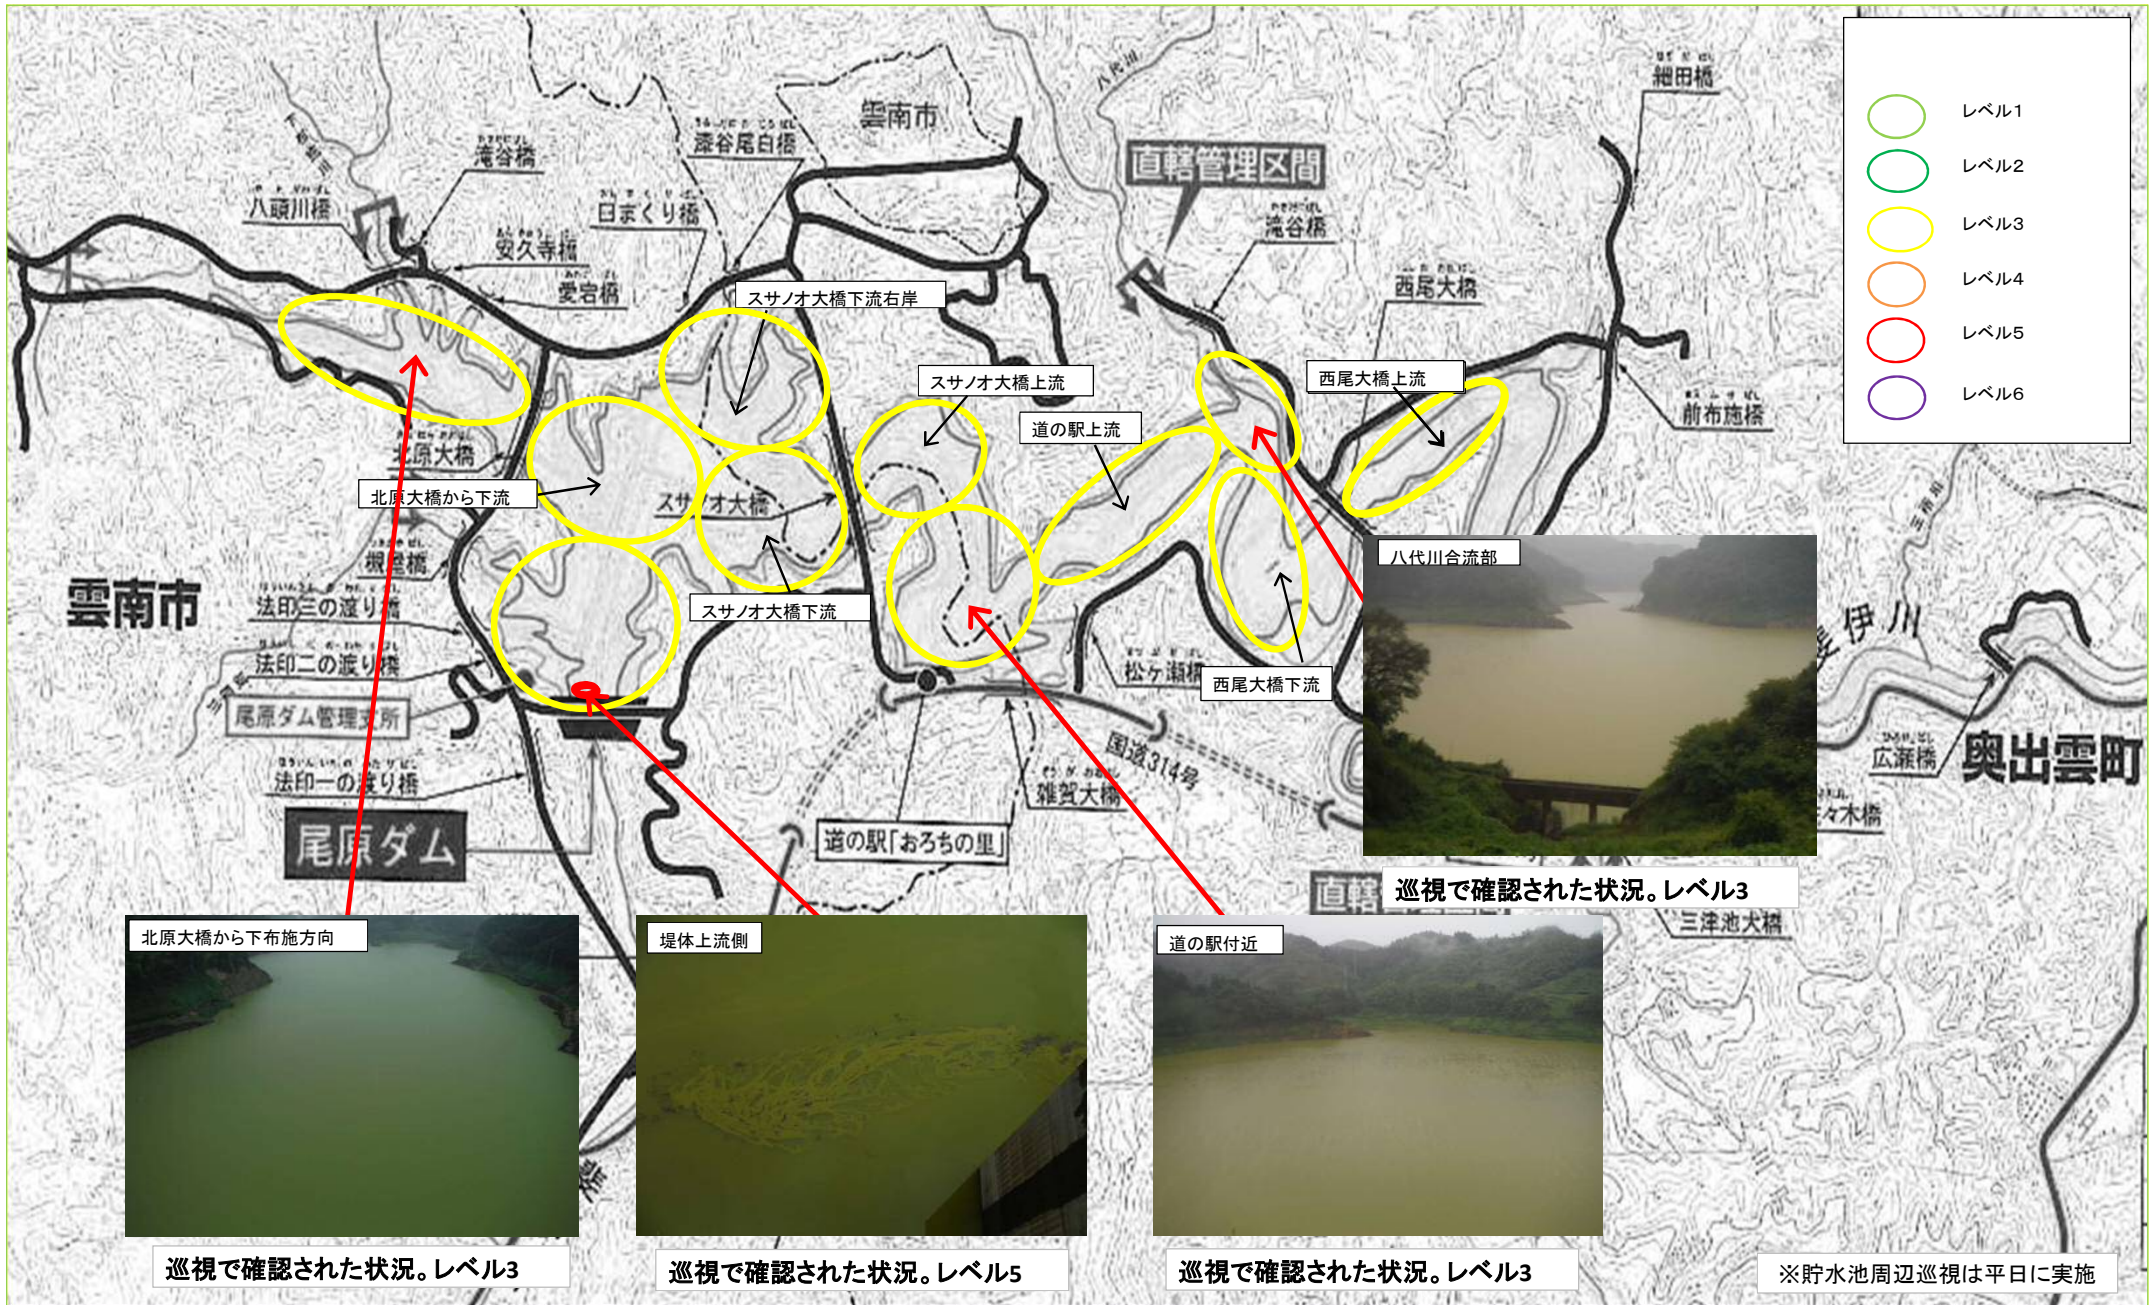 レベル1
レベル2
レベル3
レベル4
レベル5
レベル6
細田橋
雲南市
漆谷尾白橋
滝谷橋
八代川
直轄管理区間
八頭川橋
日まくり橋
安久寺橋
滝谷橋
愛宕橋
西尾大橋
スサノオ大橋下流右岸
スサノオ大橋上流
西尾大橋上流
前布施橋
道の駅上流
北原大橋
北原大橋から下流
スサノオ大橋
槻屋橋
八代川合流部
雲南市
法印三の渡り橋
スサノオ大橋下流
法印二の渡り橋
松ヶ瀬橋
西尾大橋下流
尾原ダム管理支所
国道314号
広瀬橋
奥出雲町
法印一の渡り橋
雑賀大橋
尾原ダム
道の駅「おろちの里」
巡視で確認された状況。レベル3
直轄
三津池大橋
北原大橋から下布施方向
堤体上流側
道の駅付近
巡視で確認された状況。レベル3
巡視で確認された状況。レベル5
巡視で確認された状況。レベル3
※貯水池周辺巡視は平日に実施